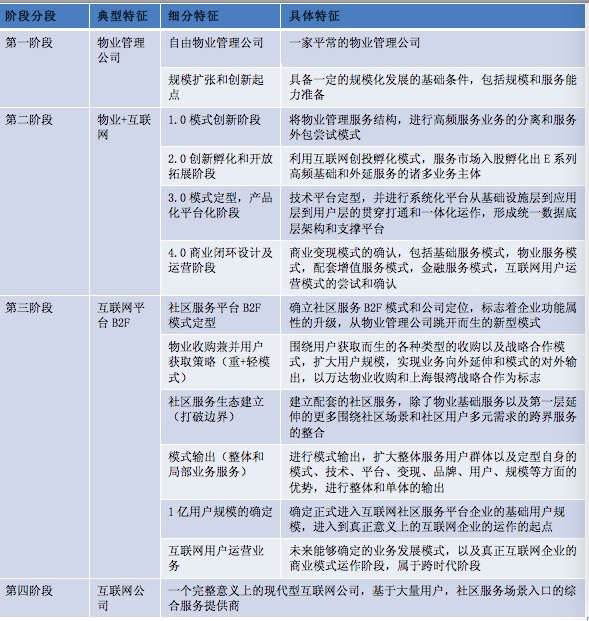 阶段分段 典型特征 细分特征 具体特征
第一阶段 物业管理 自由物业管理公司 一家平常的物业管理公司
公司
规模扩张和创新起 具备一定的规模化发展的基础条件，包括规模和服务能
点 力准备
第二阶段 物业+互联 1.0 模式创新阶段 将物业管理服务结构，进行高频服务业务的分离和服务
网 外包尝试模式
2.0 创新孵化和开放 利用互联网创投孵化模式，服务市场入股孵化出 E 系列
拓展阶段 高频基础和外延服务的诸多业务主体
3.0 模式定型，产品 技术平台定型，并进行系统化平台从基础设施层到应用
化平台化阶段 层到用户层的贯穿打通和一体化运作，形成统一数据底
层架构和支撑平台
4.0 商业闭环设计及 商业变现模式的确认，包括基础服务模式，物业服务模
运营阶段 式，配套增值服务模式，金融服务模式，互联网用户运
营模式的尝试和确认
第三阶段 互联网平 社区服务平台 B2F 确立社区服务 B2F 模式和公司定位，标志着企业功能属
台 B2F 模式定型 性的升级，从物业管理公司跳开而生的新型模式
物业收购兼并用户 围绕用户获取而生的各种类型的收购以及战略合作模
获取策略（重+轻模 式，扩大用户规模，实现业务向外延伸和模式的对外输
式） 出，以万达物业收购和上海银湾战略合作为标志
社区服务生态建立 建立配套的社区服务，除了物业基础服务以及第一层延
（打破边界） 伸的更多围绕社区场景和社区用户多元需求的跨界服务
的整合
模式输出（整体和 进行模式输出，扩大整体服务用户群体以及定型自身的
局部业务服务） 模式、技术、平台、变现、品牌、用户、规模等方面的
优势，进行整体和单体的输出
1 亿用户规模的确定 确定正式进入互联网社区服务平台企业的基础用户规
模，进入到真正意义上的互联网企业的运作的起点
互联网用户运营业 未来能够确定的业务发展模式，以及真正互联网企业的
务 商业模式运作阶段，属于跨时代阶段
第四阶段 互联网公 一个完整意义上的现代型互联网公司，基于大量用户，社区服务场景入口的综
司 合服务提供商